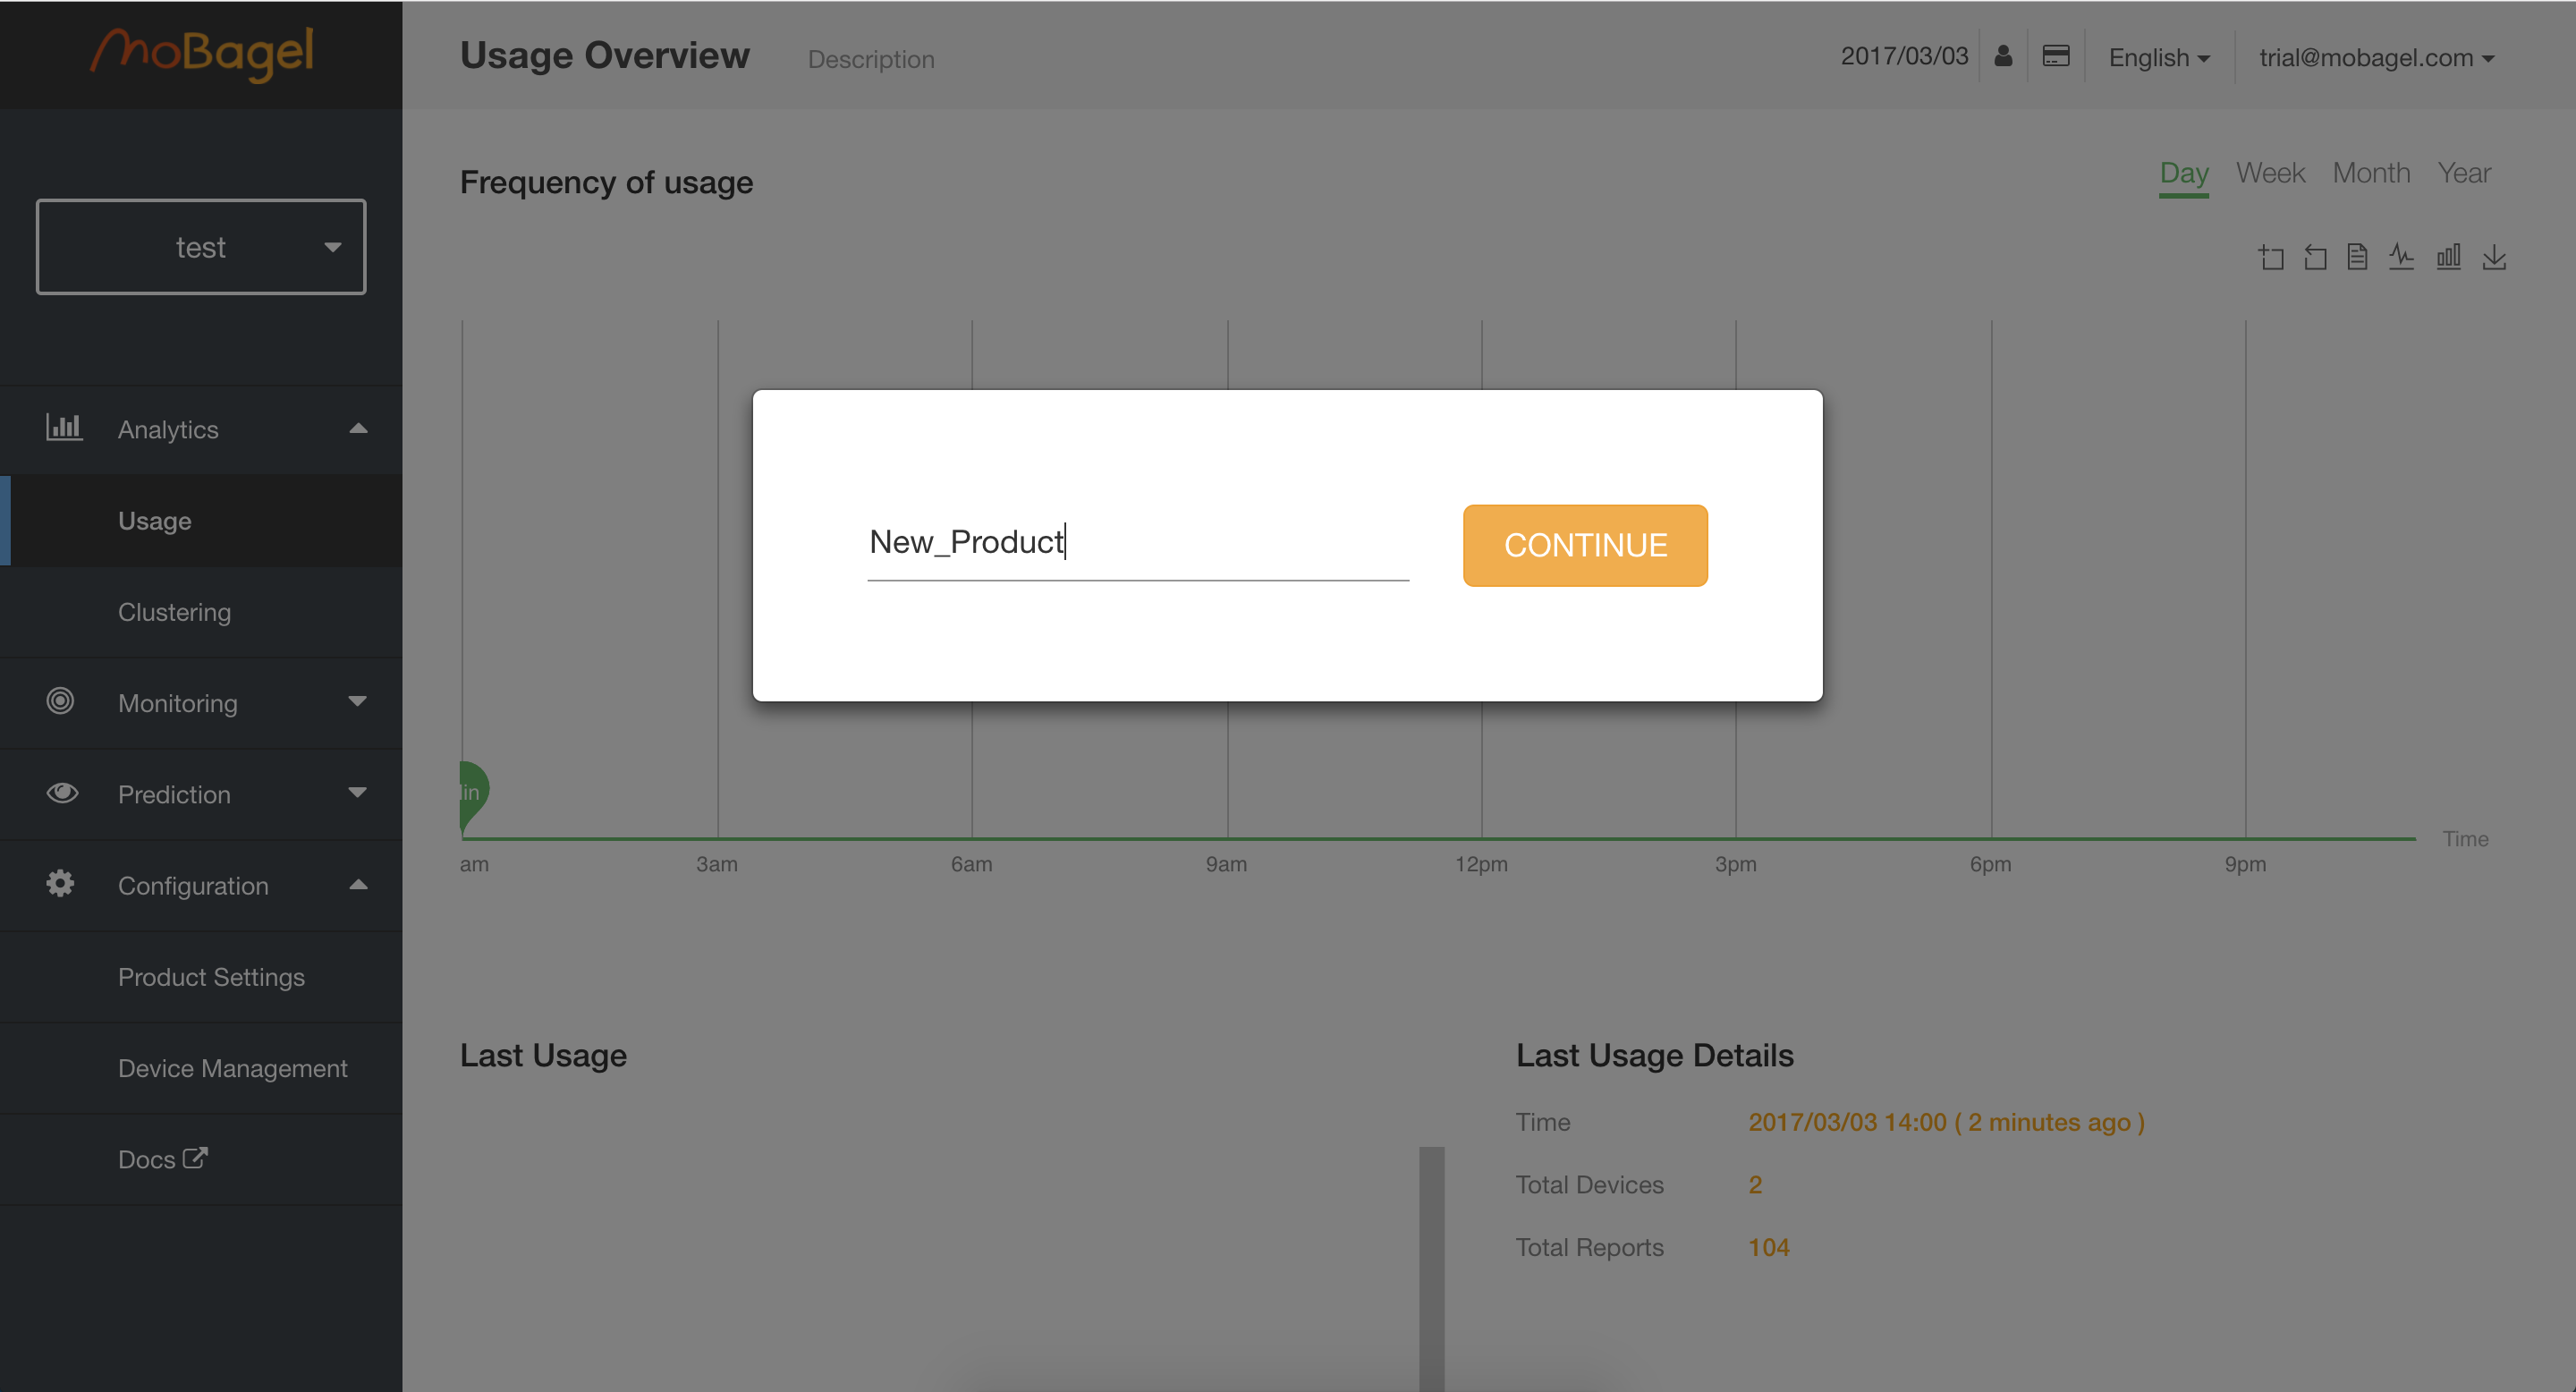 moBagel
Usage Overview
Description
2017/03/03
English
trial@mobagel.com
test
Frequency of usage
Day Week Month Year
Analytics
Usage
Clustering
Monitoring
Prediction
Configuration
Product Settings
Device Management
Docs
New_Product
CONTINUE
in
Time
am 3am 6am 9am 12pm 3pm 6pm 9pm
Last Usage
Last Usage Details
Time 2017/03/03 14:00 ( 2 minutes ago )
Total Devices 2
Total Reports 104